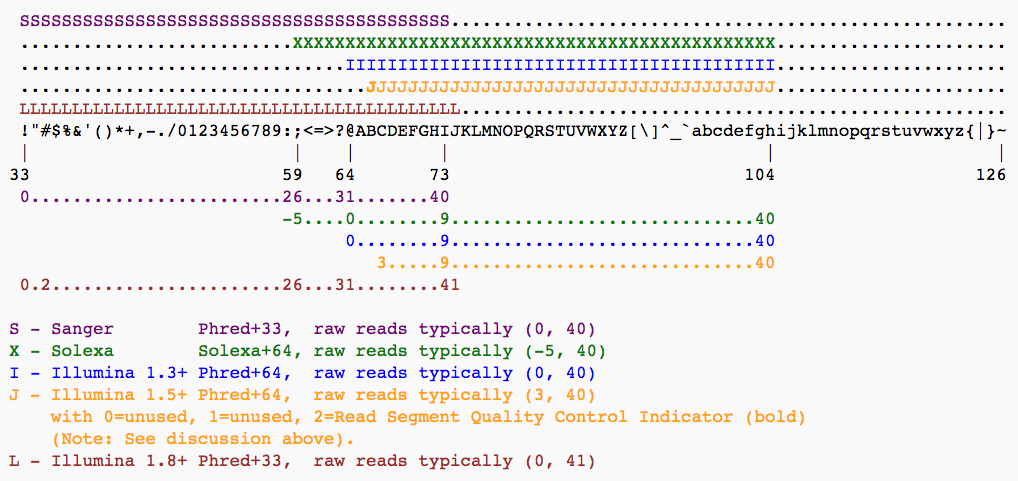 SSSSSSSSSSSSSSSSSSSSSSSSSSSSSSSSSSSSSSSSS.....................................................
..........................XXXXXXXXXXXXXXXXXXXXXXXXXXXXXXXXXXXXXXXXXXXXXX......................
...............................IIIIIIIIIIIIIIIIIIIIIIIIIIIIIIIIIIIIIIIII......................
.................................JJJJJJJJJJJJJJJJJJJJJJJJJJJJJJJJJJJJJJJ......................
LLLLLLLLLLLLLLLLLLLLLLLLLLLLLLLLLLLLLLLLLL....................................................
!"#$%&'()*+,-./0123456789:;<=>?@ABCDEFGHIJKLMNOPQRSTUVWXYZ[\]^_`abcdefghijklmnopqrstuvwxyz{|}~
| | | | | |
33 59 64 73 104 126
0........................26...31.......40
-5....0........9.............................40
0........9.............................40
3.....9.............................40
0.2......................26...31........41
S - Sanger Phred+33, raw reads typically (0, 40)
X - Solexa Solexa+64, raw reads typically (-5, 40)
I - Illumina 1.3+ Phred+64, raw reads typically (0, 40)
J - Illumina 1.5+ Phred+64, raw reads typically (3, 40)
with 0=unused, 1=unused, 2=Read Segment Quality Control Indicator (bold)
(Note: See discussion above).
L - Illumina 1.8+ Phred+33, raw reads typically (0, 41)